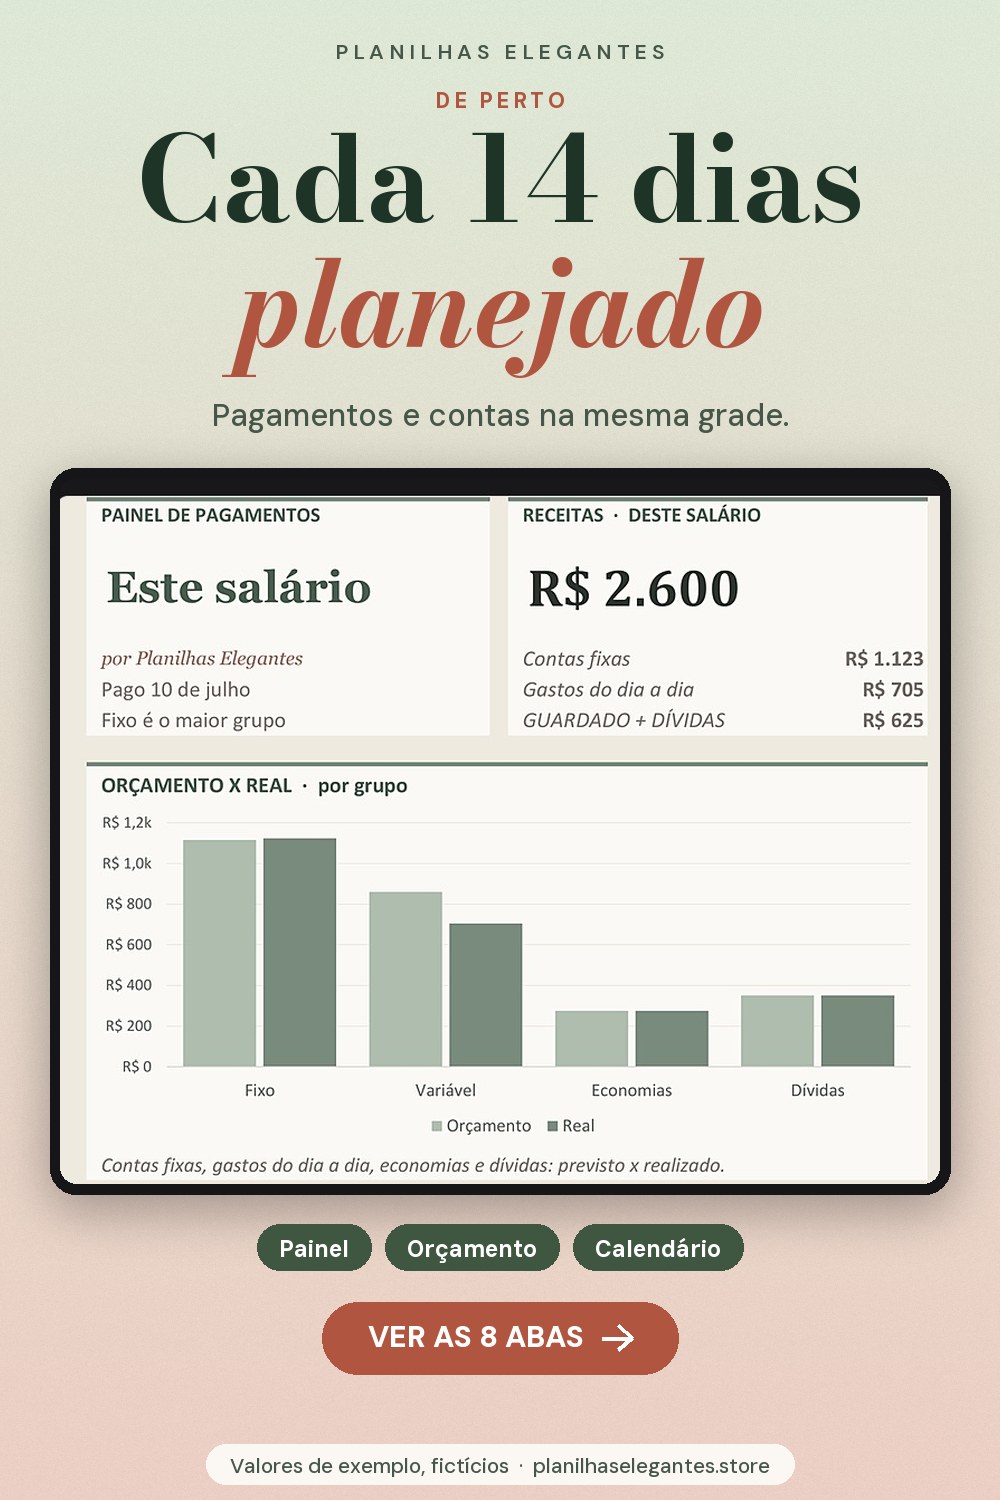 PLANILHAS ELEGANTES
DE PERTO
Cada 14 dias
planejado
Pagamentos e contas na mesma grade.
PAINEL DE PAGAMENTOS
Este salário
por Planilhas Elegantes
Pago 10 de julho
Fixo é o maior grupo
RECEITAS · DESTE SALÁRIO
R$ 2.600
Contas fixas R$ 1.123
Gastos do dia a dia R$ 705
GUARDADO + DÍVIDAS R$ 625
ORÇAMENTO X REAL · por grupo
R$ 1,2k
R$ 1,0k
R$ 800
R$ 600
R$ 400
R$ 200
R$ 0
Fixo Variável Economias Dívidas
Orçamento Real
Contas fixas, gastos do dia a dia, economias e dívidas: previsto x realizado.
Painel Orçamento Calendário
VER AS 8 ABAS →
Valores de exemplo, fictícios · planilhaselegantes.store